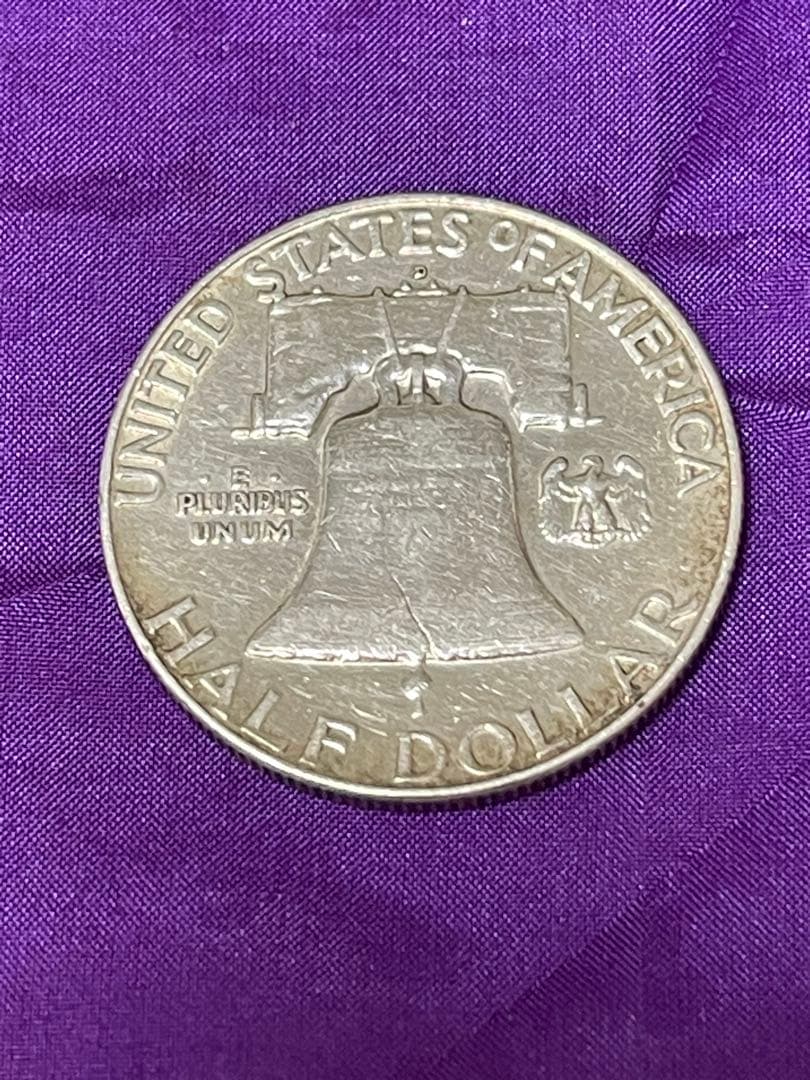 UNITED STATES OF AMERICA
D
E
PLURIBUS
UNUM
HALF DOLLAR